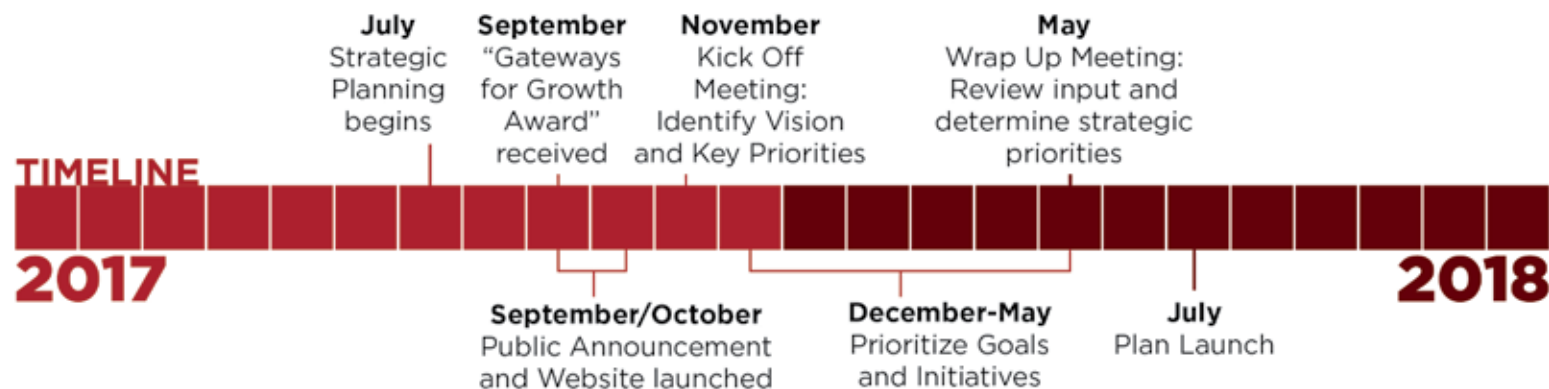 July
Strategic
Planning
begins
September
“Gateways
for Growth
Award”
received
November
Kick Off
Meeting:
Identify Vision
and Key Priorities
May
Wrap Up Meeting:
Review input and
determine strategic
priorities
TIMELINE
2017
2018
September/October
Public Announcement
and Website launched
December-May
Prioritize Goals
and Initiatives
July
Plan Launch